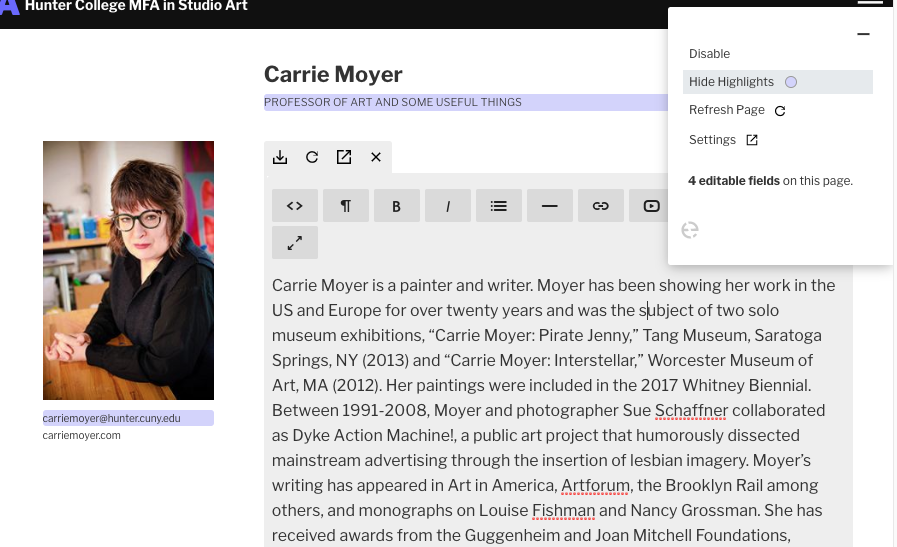 Hunter College MFA in Studio Art
Disable
Hide Highlights
Refresh Page
Settings
4 editable fields on this page.
Carrie Moyer
PROFESSOR OF ART AND SOME USEFUL THINGS
<> ¶ B I
carriemoyer@hunter.cuny.edu
carriemoyer.com
Carrie Moyer is a painter and writer. Moyer has been showing her work in the
US and Europe for over twenty years and was the subject of two solo
museum exhibitions, “Carrie Moyer: Pirate Jenny,” Tang Museum, Saratoga
Springs, NY (2013) and “Carrie Moyer: Interstellar,” Worcester Museum of
Art, MA (2012). Her paintings were included in the 2017 Whitney Biennial.
Between 1991-2008, Moyer and photographer Sue Schaffner collaborated
as Dyke Action Machine!, a public art project that humorously dissected
mainstream advertising through the insertion of lesbian imagery. Moyer’s
writing has appeared in Art in America, Artforum, the Brooklyn Rail among
others, and monographs on Louise Fishman and Nancy Grossman. She has
received awards from the Guggenheim and Joan Mitchell Foundations,